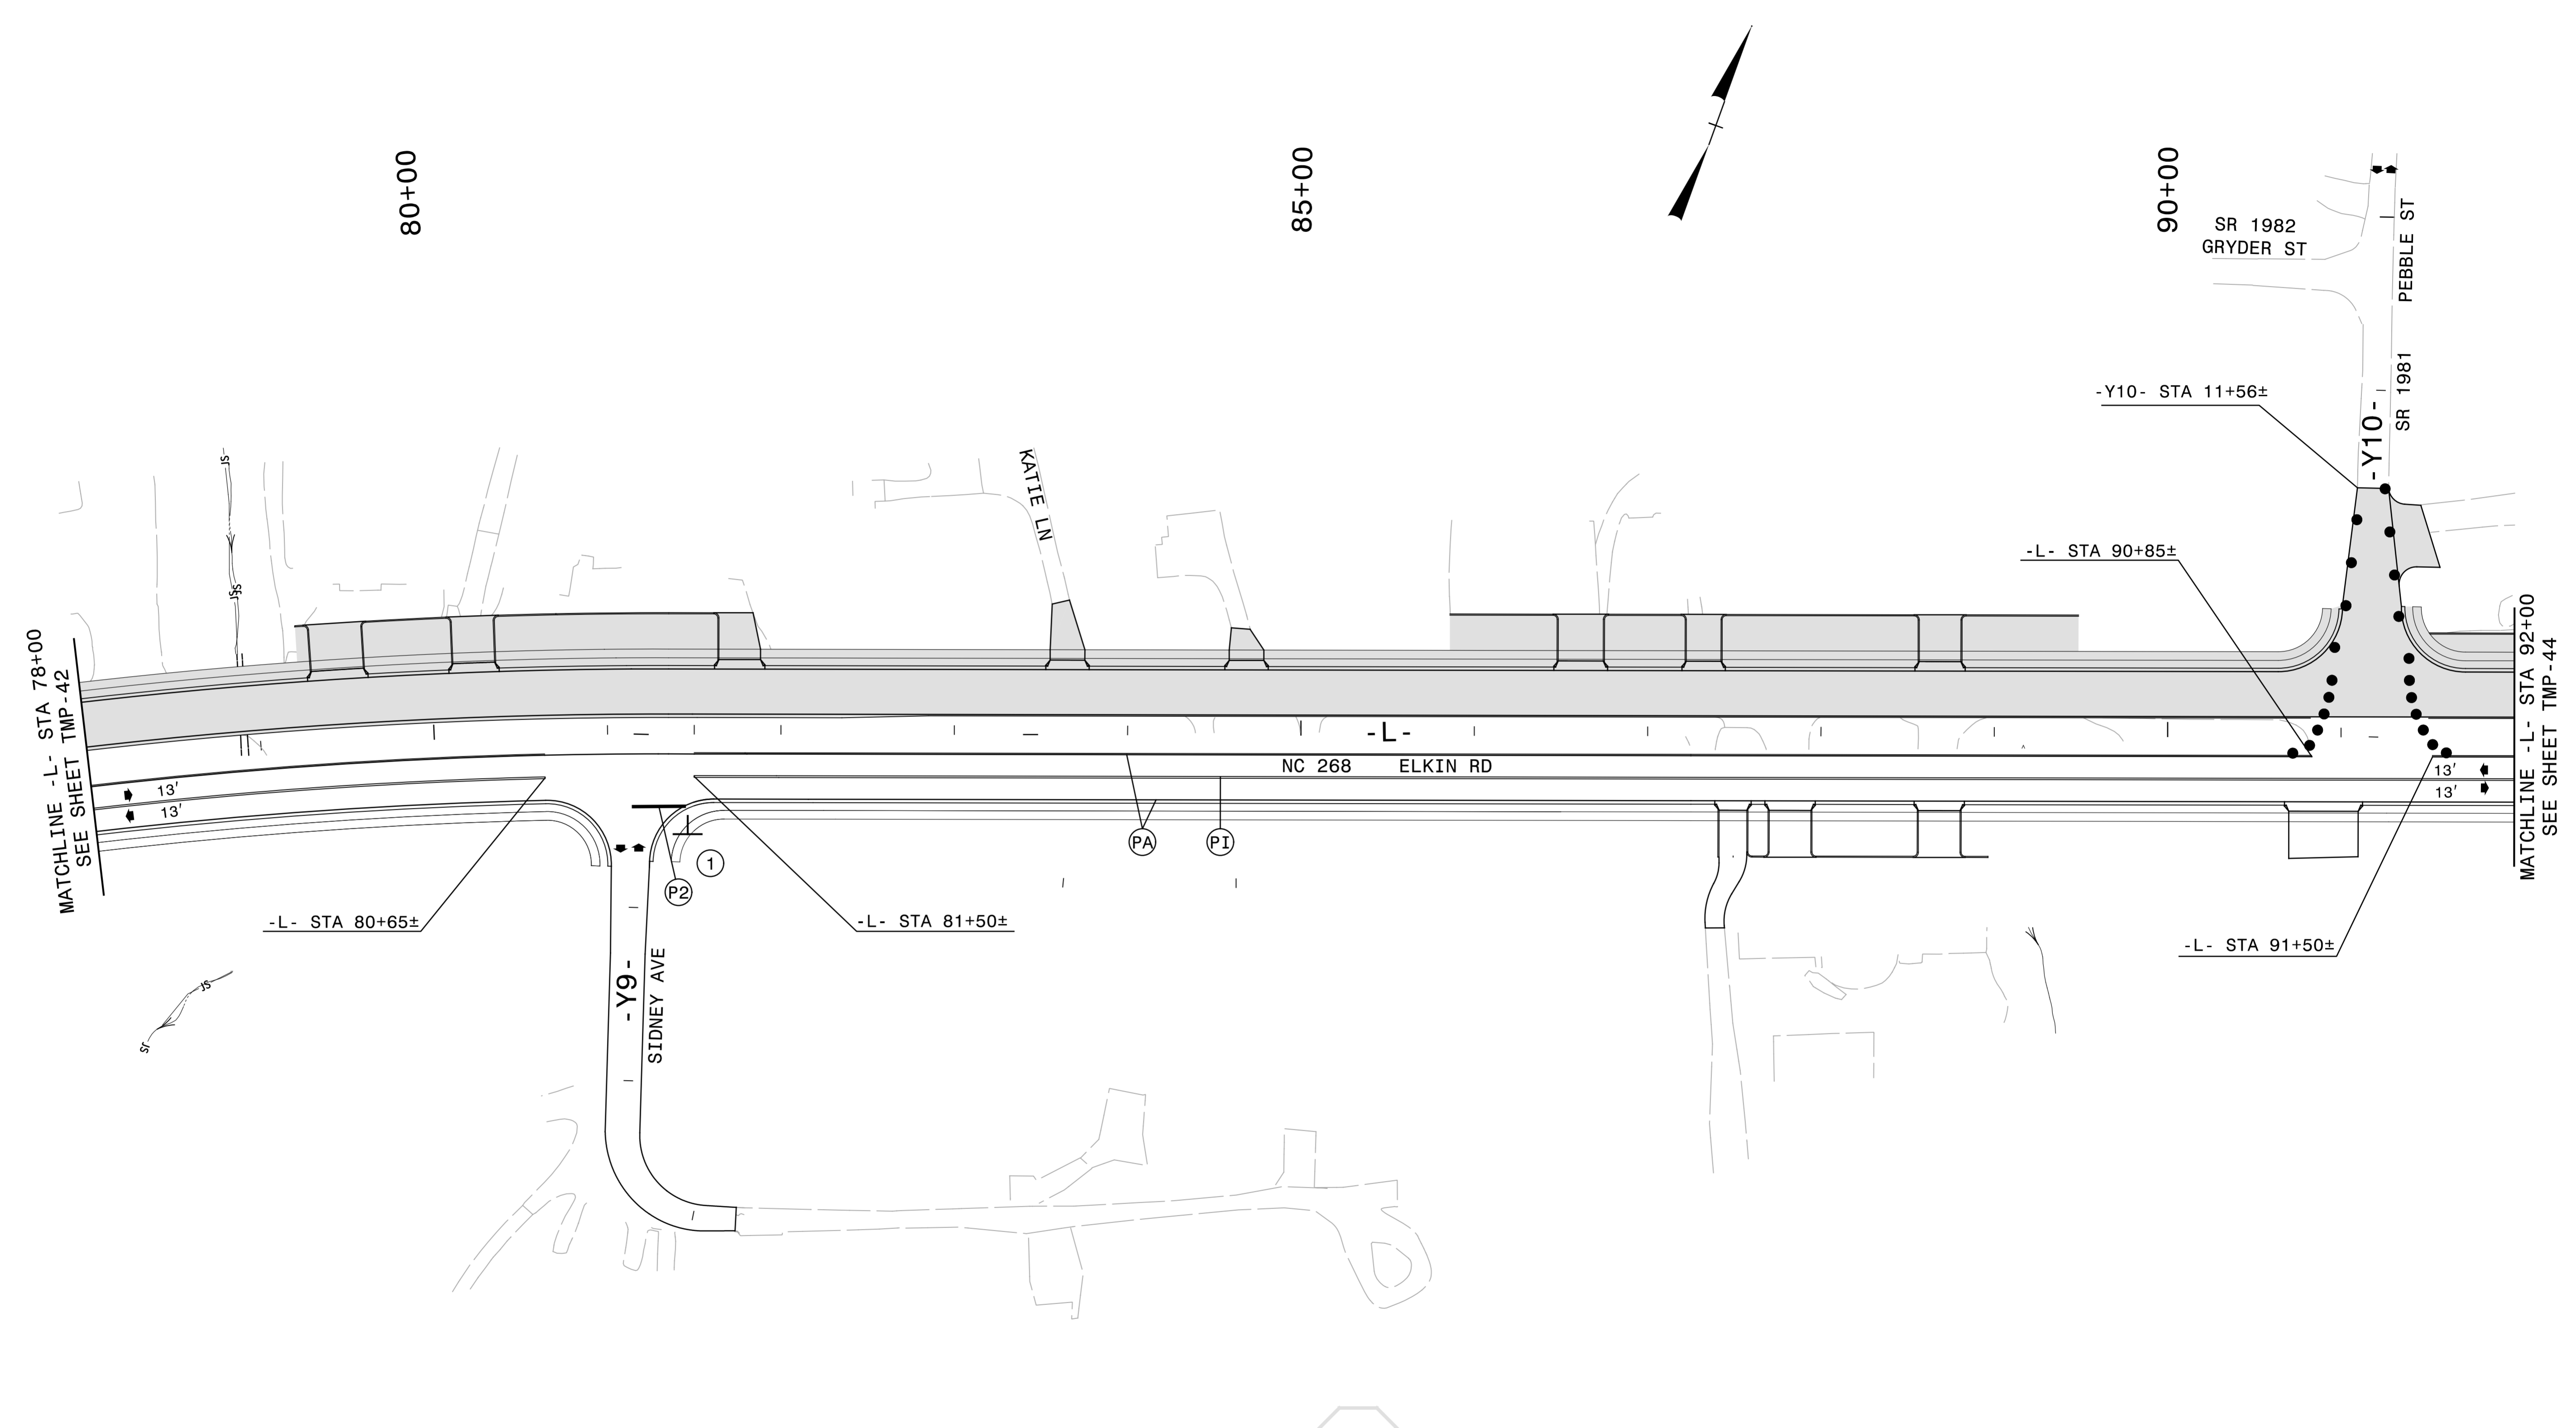 80+00
85+00
90+00
SR 1982
GRYDER ST
PEBBLE ST
SR 1981
-Y10- STA 11+56±
-Y10-
KATIE LN
-L- STA 90+85±
MATCHLINE -L- STA 78+00
SEE SHEET TMP-42
MATCHLINE -L- STA 92+00
SEE SHEET TMP-44
-L-
NC 268 ELKIN RD
13'
13'
13'
13'
PA
PI
1
P2
-L- STA 80+65±
-L- STA 81+50±
-L- STA 91+50±
-Y9-
SIDNEY AVE